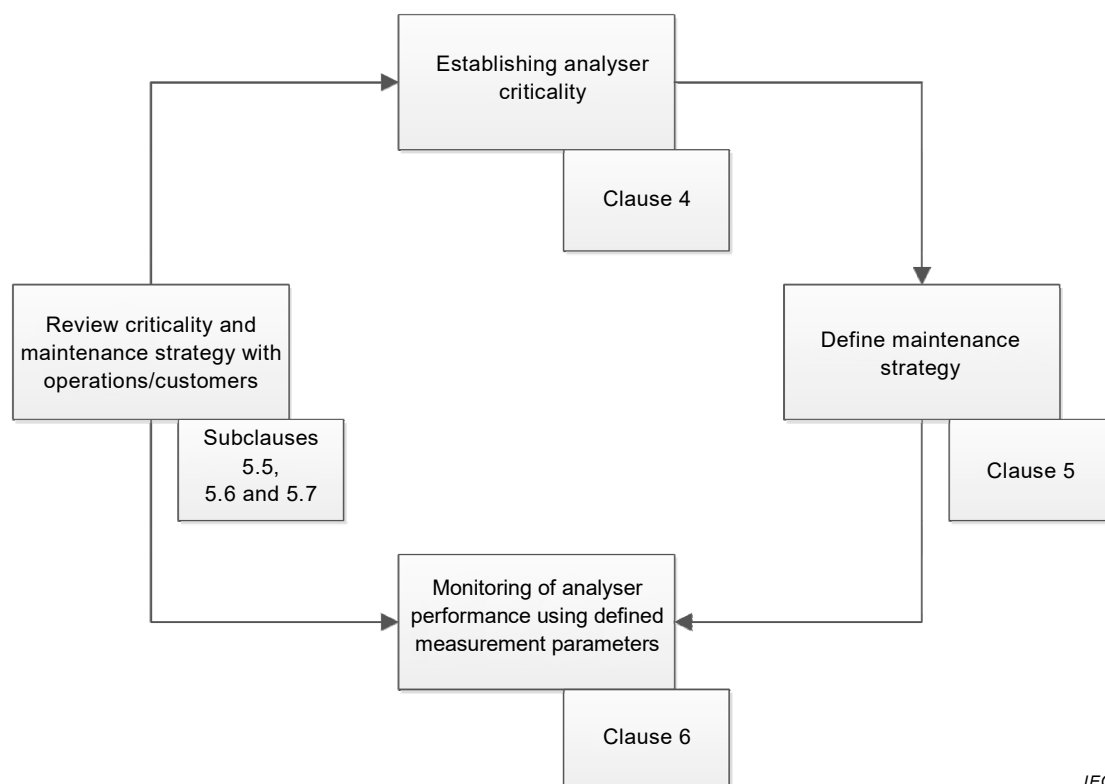 Establishing analyser
criticality
Clause 4
Review criticality and
maintenance strategy with
operations/customers
Subclauses
5.5,
5.6 and 5.7
Define maintenance
strategy
Clause 5
Monitoring of analyser
performance using defined
measurement parameters
Clause 6